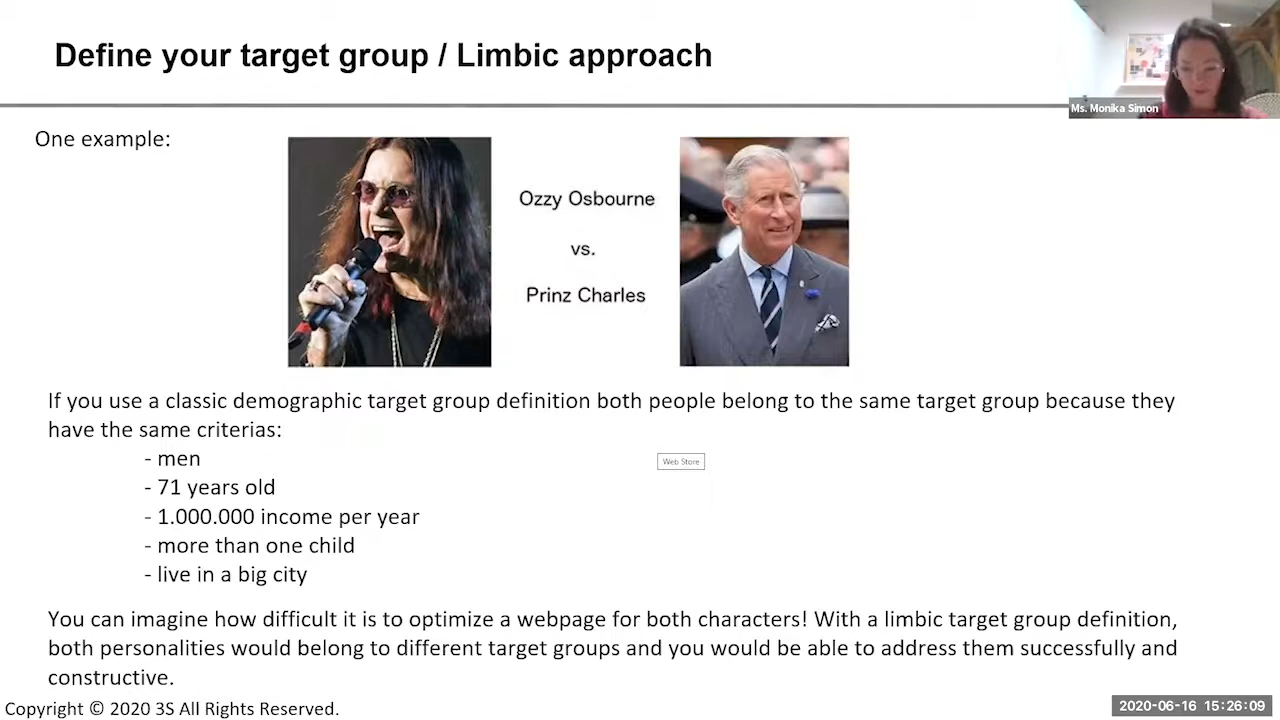 Define your target group / Limbic approach
Ms. Monika Simon
One example:
Ozzy Osbourne
vs.
Prinz Charles
If you use a classic demographic target group definition both people belong to the same target group because they
have the same criterias:
- men
- 71 years old
- 1.000.000 income per year
- more than one child
- live in a big city
Web Store
You can imagine how difficult it is to optimize a webpage for both characters! With a limbic target group definition,
both personalities would belong to different target groups and you would be able to address them successfully and
constructive.
Copyright © 2020 3S All Rights Reserved.
2020-06-16 15:26:09